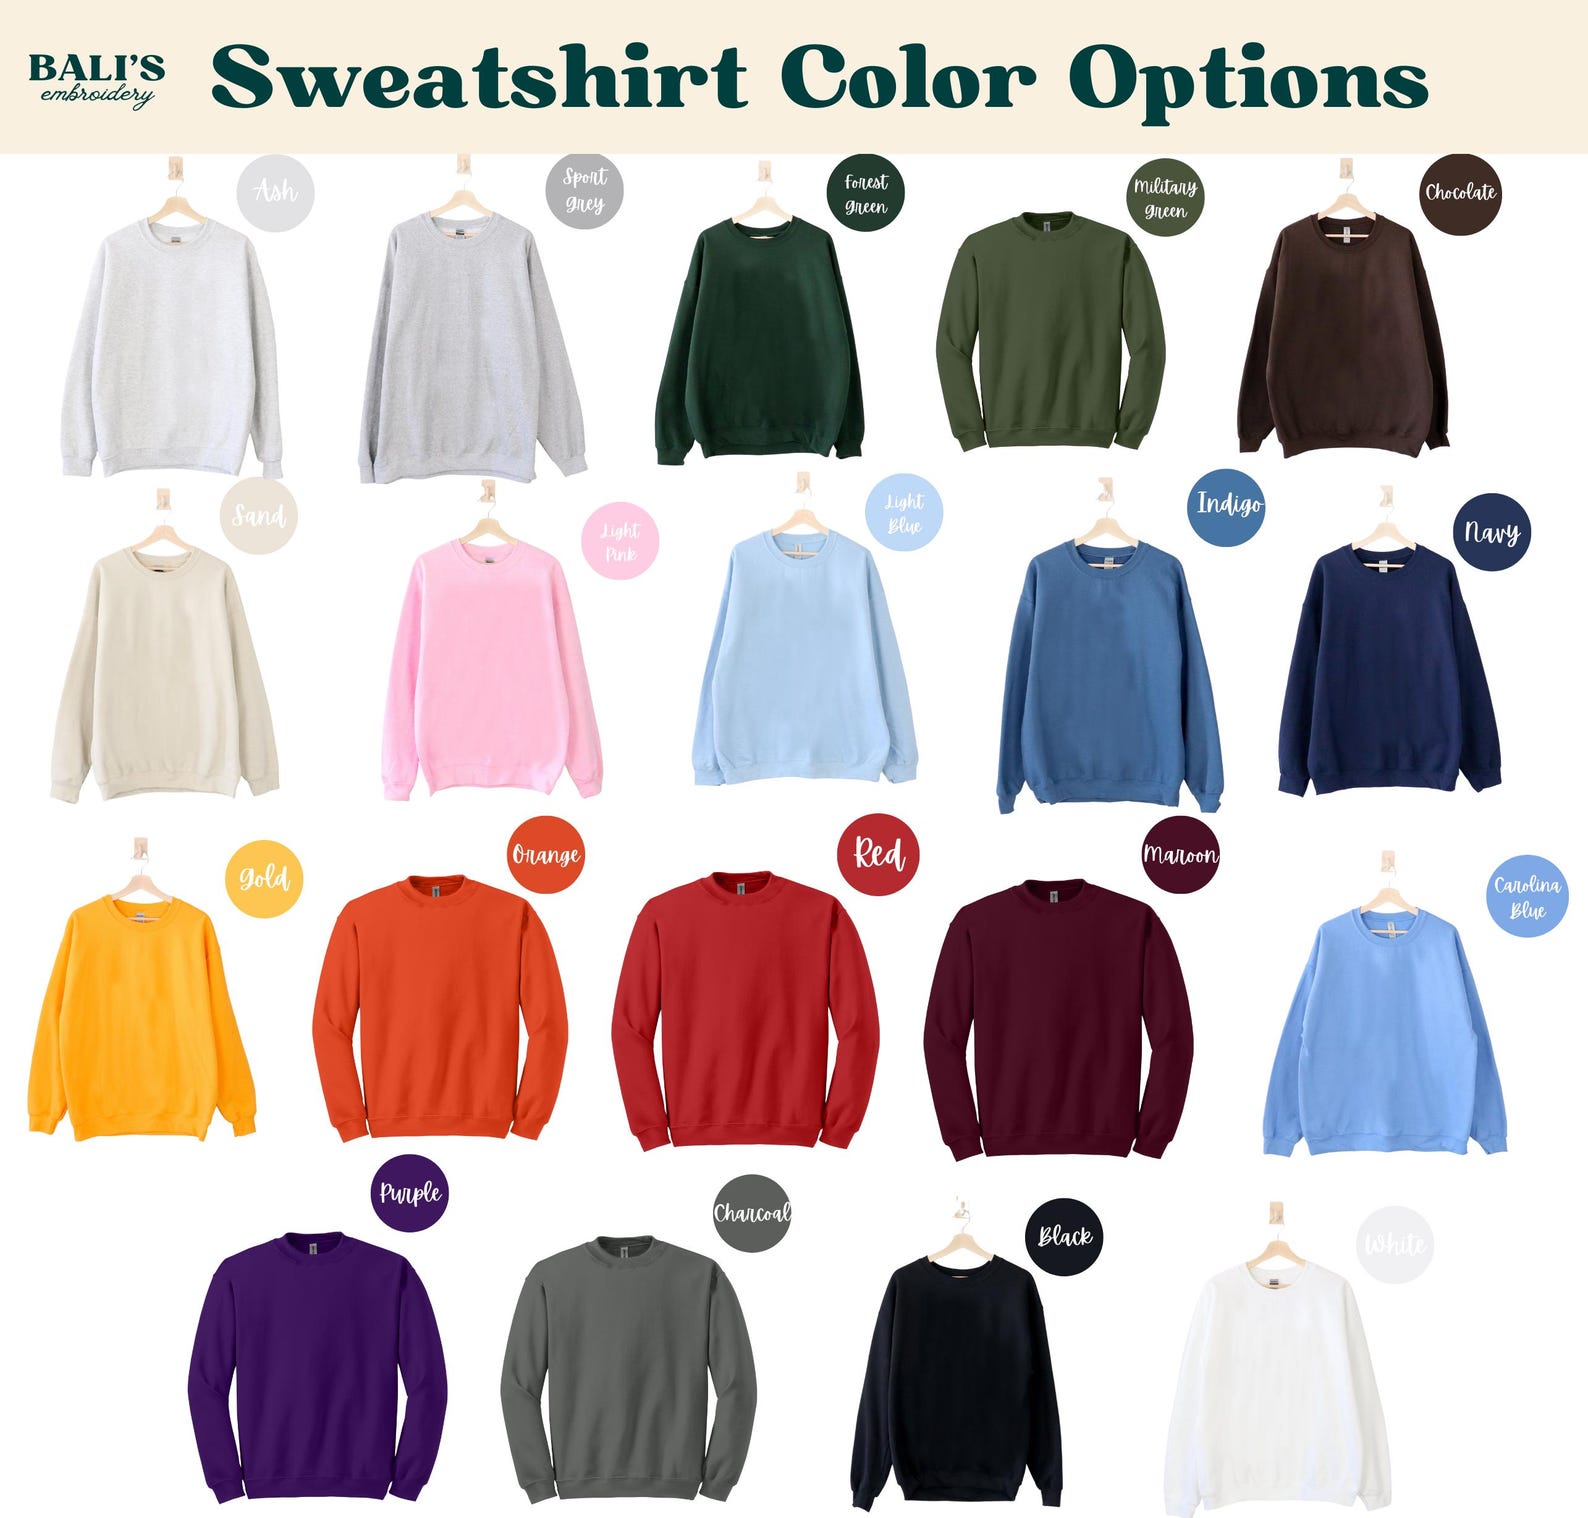 BALI'S
embroidery
Sweatshirt Color Options
Ash
Sport
Grey
Forest
Green
Military
Green
Chocolate
Sand
Light
Pink
Light
Blue
Indigo
Navy
Gold
Orange
Red
Maroon
Carolina
Blue
Purple
Charcoal
Black
White